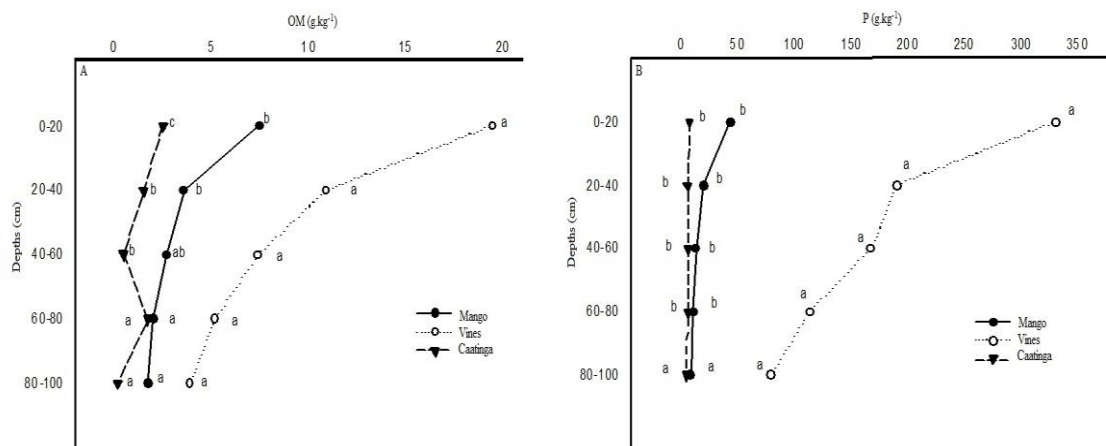 OM (g.kg⁻¹)
0 5 10 15 20
A
Depths (cm)
0-20
c b a
20-40
b b a
40-60
b ab a
60-80
a a a
80-100
a a a
Mango
Vines
Caatinga
P (g.kg⁻¹)
0 50 100 150 200 250 300 350
B
Depths (cm)
0-20
b b a
20-40
b b a
40-60
b b a
60-80
b b a
80-100
a a a
Mango
Vines
Caatinga